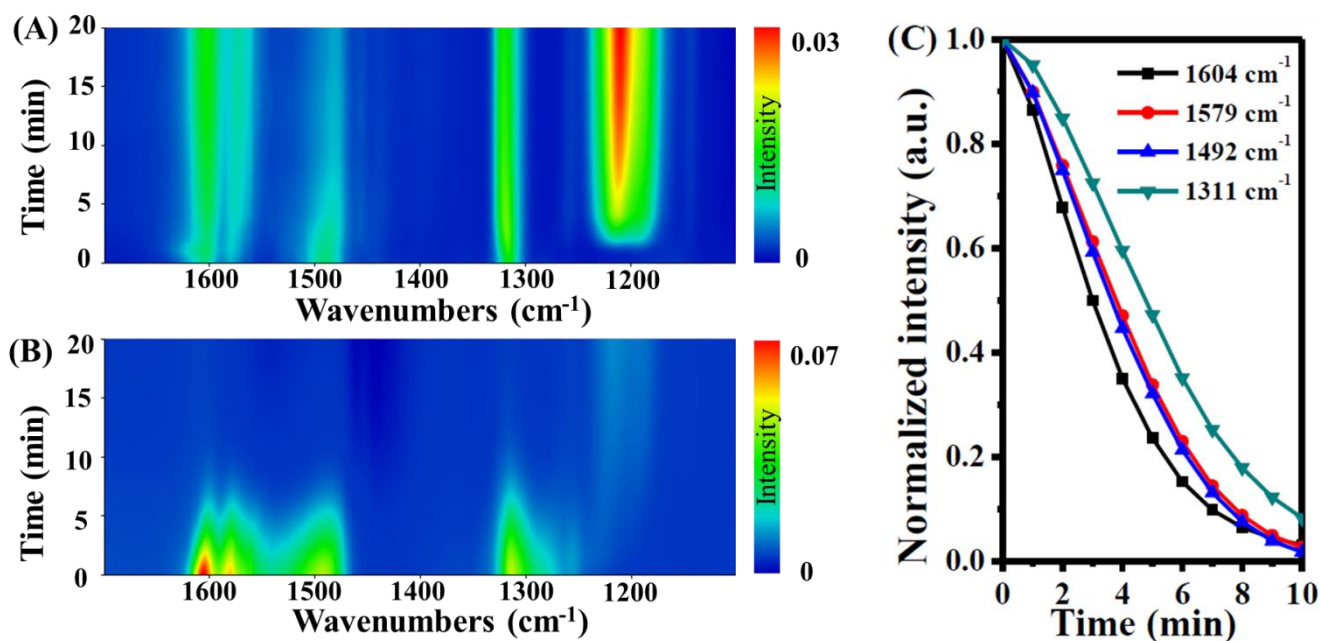 (A)
20
15
10
5
0
Time (min)
1600 1500 1400 1300 1200
Wavenumbers (cm-1)
0.03
Intensity
0
(B)
20
15
10
5
0
Time (min)
1600 1500 1400 1300 1200
Wavenumbers (cm-1)
0.07
Intensity
0
(C)
1.0
0.8
0.6
0.4
0.2
0.0
Normalized intensity (a.u.)
1604 cm-1
1579 cm-1
1492 cm-1
1311 cm-1
0 2 4 6 8 10
Time (min)